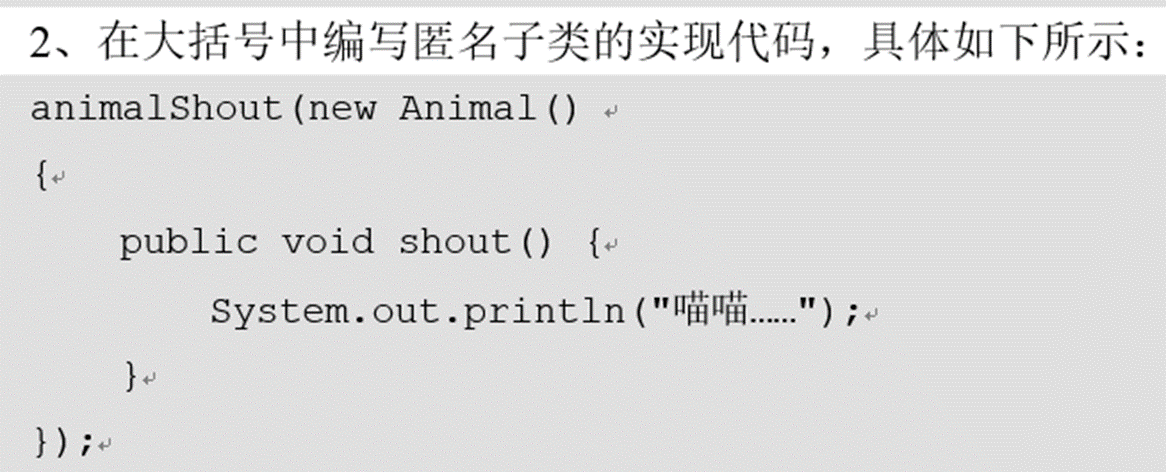 2、在大括号中编写匿名子类的实现代码，具体如下所示：
animalShout(new Animal() ↵
{↵
public void shout() {↵
System.out.println("喵喵……");↵
}↵
});↵